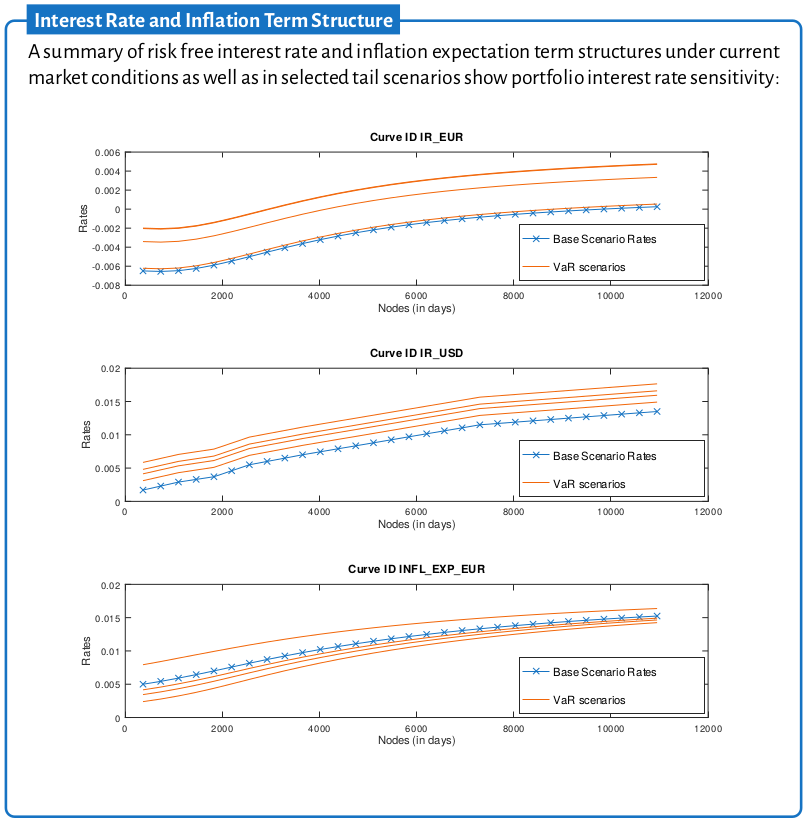 Interest Rate and Inflation Term Structure
A summary of risk free interest rate and inflation expectation term structures under current
market conditions as well as in selected tail scenarios show portfolio interest rate sensitivity:
Curve ID IR_EUR
0.006
0.004
0.002
0
-0.002
-0.004
-0.006
-0.008
Rates
Base Scenario Rates
VaR scenarios
0 2000 4000 6000 8000 10000 12000
Nodes (in days)
Curve ID IR_USD
0.02
0.015
0.01
0.005
0
Rates
Base Scenario Rates
VaR scenarios
0 2000 4000 6000 8000 10000 12000
Nodes (in days)
Curve ID INFL_EXP_EUR
0.02
0.015
0.01
0.005
0
Rates
Base Scenario Rates
VaR scenarios
0 2000 4000 6000 8000 10000 12000
Nodes (in days)